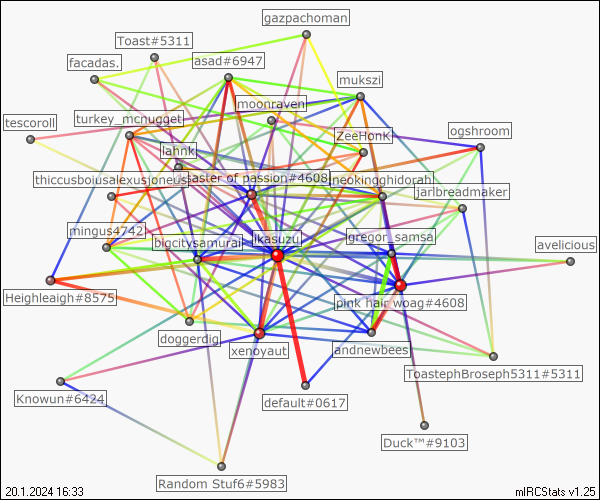 gazpachoman
Toast#5311
facadas.
asad#6947
mukszi
moonraven
tescoroll
turkey_mcnugget
ZeeHonk
ogshroom
lahnk
thiccusboiusalexusjoneus
aster of passion#4608
neokingghidorah
jarlbreadmaker
mingus4742
bigcitysamurai
Ikasuzu
gregor_samsa
avelicious
Heighleaigh#8575
pink hair woag#4608
doggerdig
xenoyaut
andnewbees
ToastephBroseph5311#5311
Knowun#6424
default#0617
Duck™#9103
Random Stuf6#5983
20.1.2024 16:33
mIRCStats v1.25